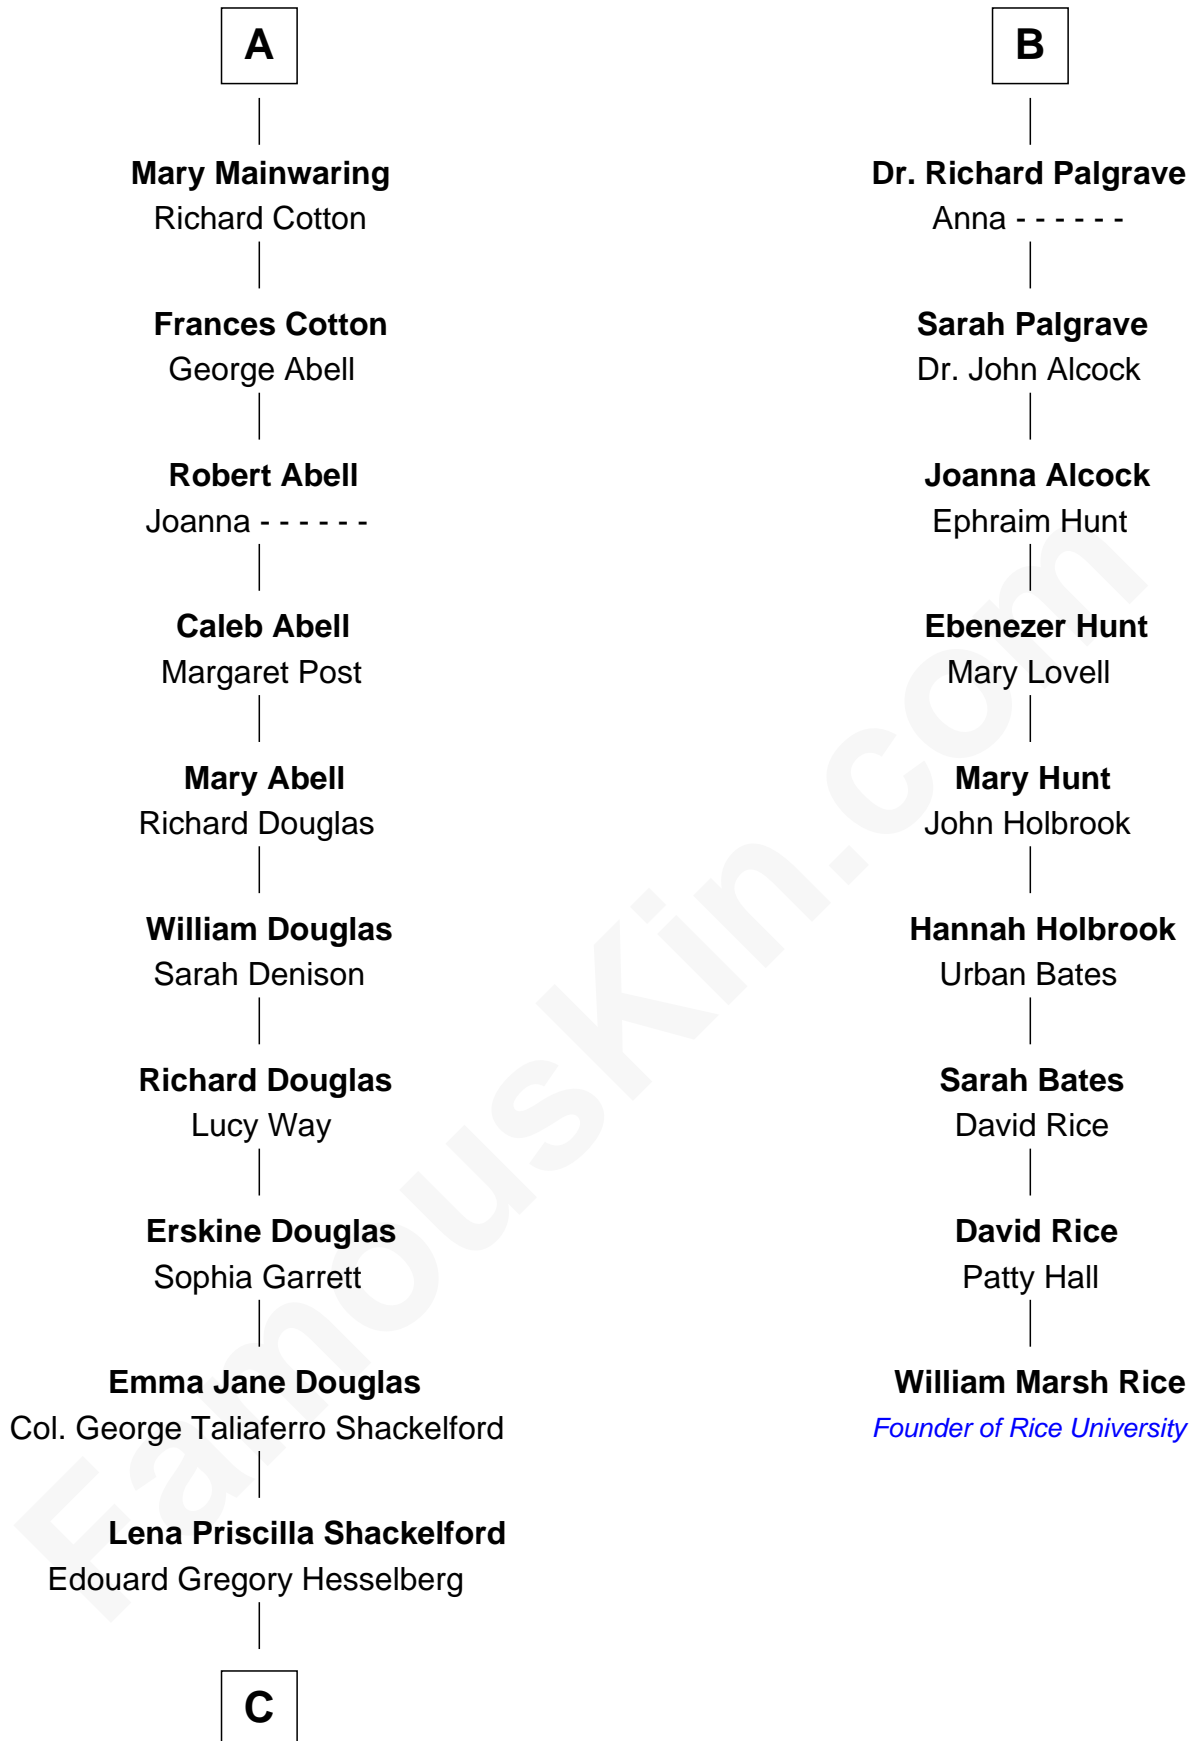 A
Mary Mainwaring
Richard Cotton
Frances Cotton
George Abell
Robert Abell
Joanna - - - - - -
Caleb Abell
Margaret Post
Mary Abell
Richard Douglas
William Douglas
Sarah Denison
Richard Douglas
Lucy Way
Erskine Douglas
Sophia Garrett
Emma Jane Douglas
Col. George Taliaferro Shackelford
Lena Priscilla Shackelford
Edouard Gregory Hesselberg
C
B
Dr. Richard Palgrave
Anna - - - - - -
Sarah Palgrave
Dr. John Alcock
Joanna Alcock
Ephraim Hunt
Ebenezer Hunt
Mary Lovell
Mary Hunt
John Holbrook
Hannah Holbrook
Urban Bates
Sarah Bates
David Rice
David Rice
Patty Hall
William Marsh Rice
Founder of Rice University
FamousKin.com